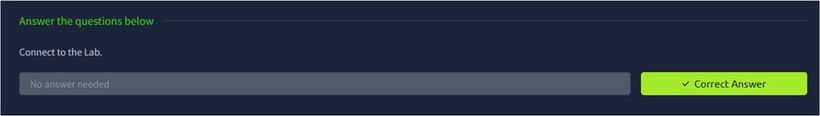 Answer the questions below
Connect to the Lab.
No answer needed
✓ Correct Answer